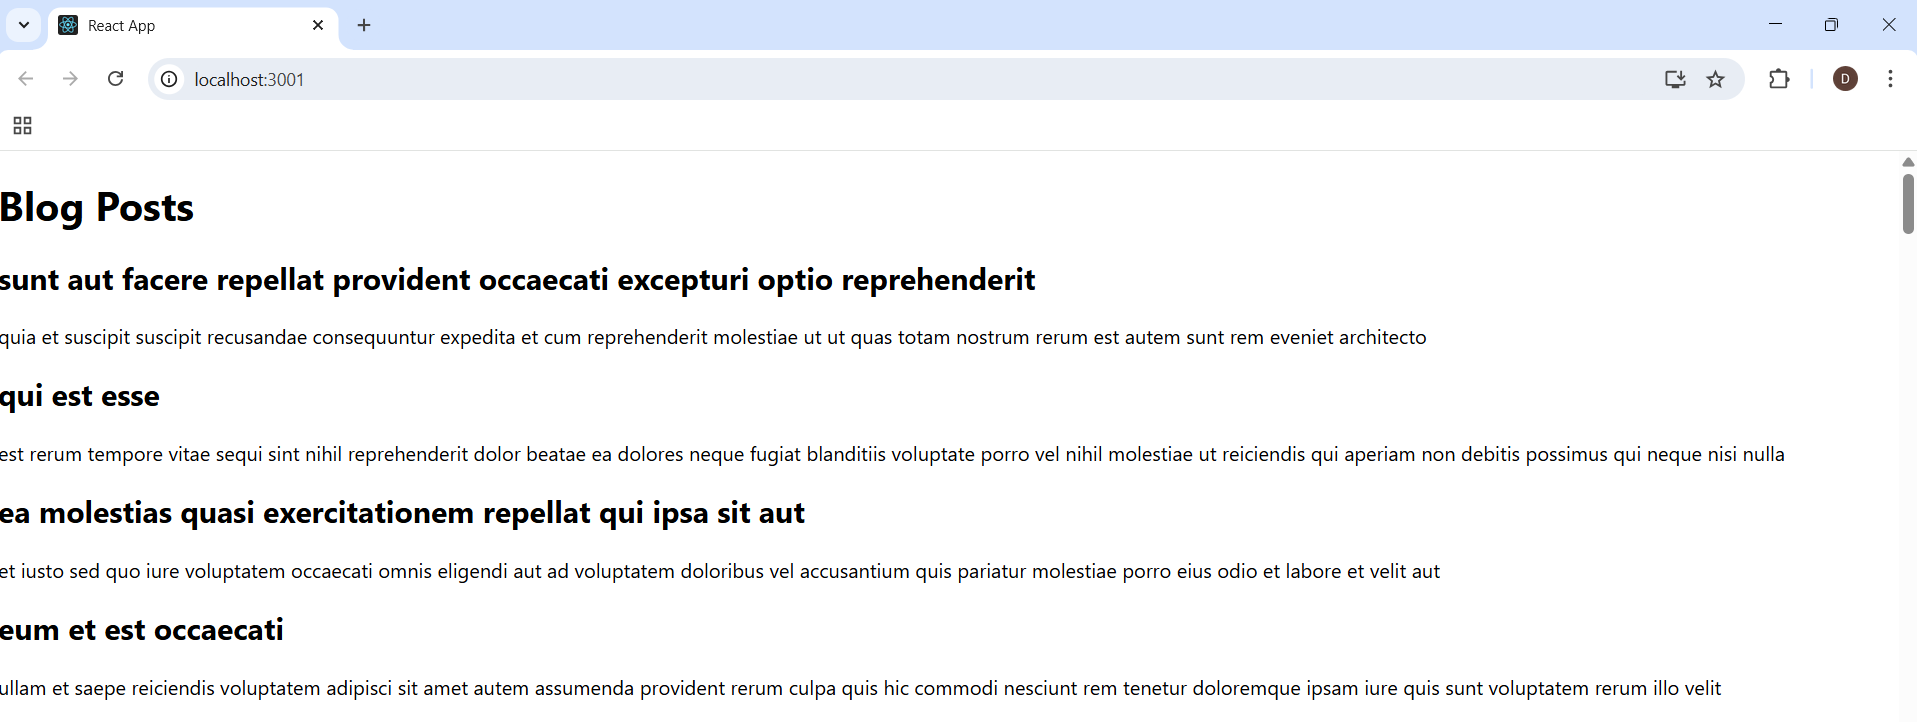 React App
localhost:3001
D
Blog Posts
sunt aut facere repellat provident occaecati excepturi optio reprehenderit
quia et suscipit suscipit recusandae consequuntur expedita et cum reprehenderit molestiae ut ut quas totam nostrum rerum est autem sunt rem eveniet architecto
qui est esse
est rerum tempore vitae sequi sint nihil reprehenderit dolor beatae ea dolores neque fugiat blanditiis voluptate porro vel nihil molestiae ut reiciendis qui aperiam non debitis possimus qui neque nisi nulla
ea molestias quasi exercitationem repellat qui ipsa sit aut
et iusto sed quo iure voluptatem occaecati omnis eligendi aut ad voluptatem doloribus vel accusantium quis pariatur molestiae porro eius odio et labore et velit aut
eum et est occaecati
ullam et saepe reiciendis voluptatem adipisci sit amet autem assumenda provident rerum culpa quis hic commodi nesciunt rem tenetur doloremque ipsam iure quis sunt voluptatem rerum illo velit